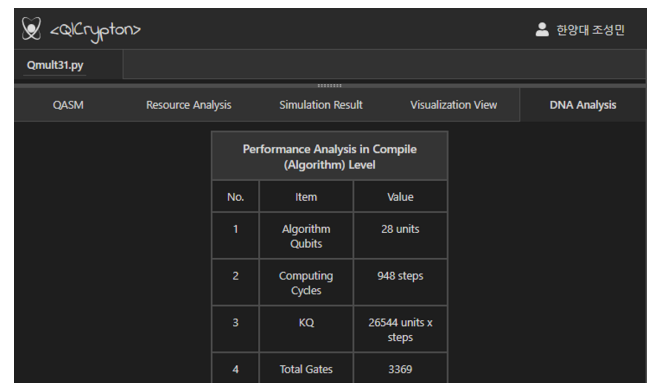 <Q|Crypton>
한양대 조성민
Qmult31.py
QASM Resource Analysis Simulation Result Visualization View DNA Analysis
Performance Analysis in Compile
(Algorithm) Level
No. Item Value
1 Algorithm Qubits 28 units
2 Computing Cycles 948 steps
3 KQ 26544 units x steps
4 Total Gates 3369